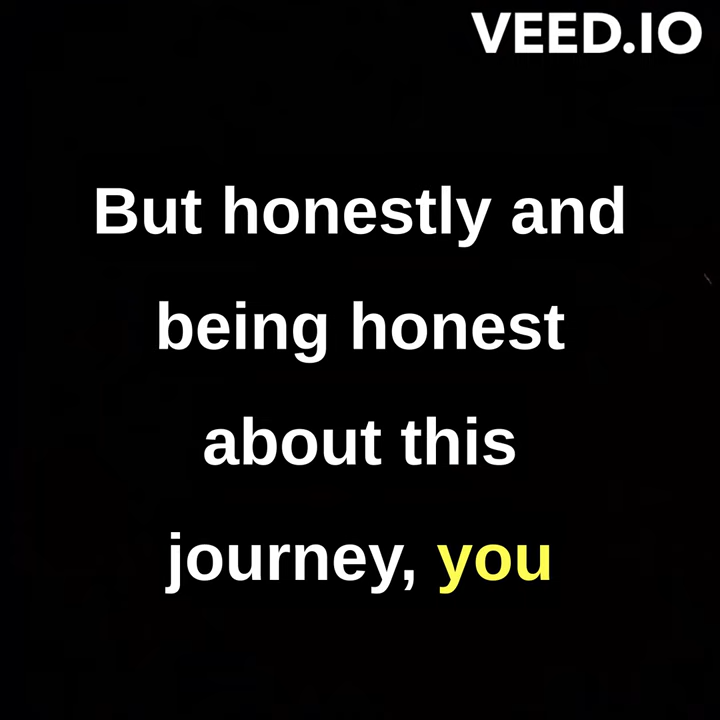 VEED.IO
But honestly and
being honest
about this
journey, you